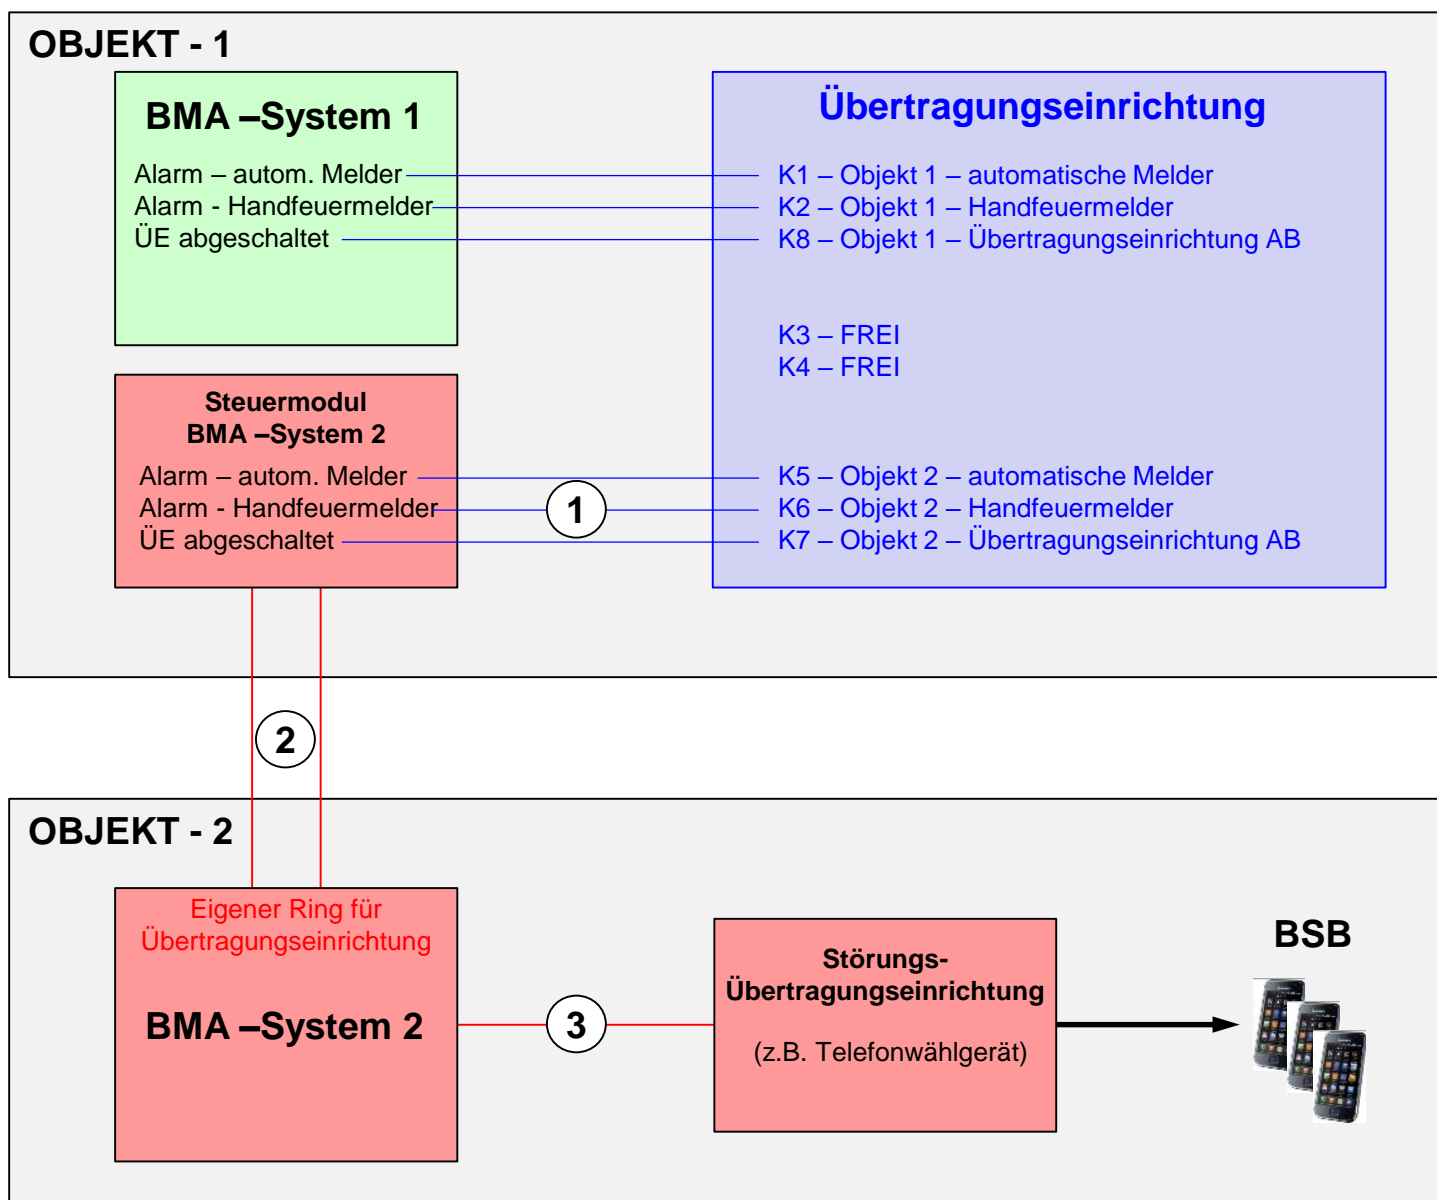 OBJEKT - 1
BMA –System 1
Alarm – autom. Melder
Alarm - Handfeuermelder
ÜE abgeschaltet
Übertragungseinrichtung
K1 – Objekt 1 – automatische Melder
K2 – Objekt 1 – Handfeuermelder
K8 – Objekt 1 – Übertragungseinrichtung AB
K3 – FREI
K4 – FREI
Steuermodul
BMA –System 2
Alarm – autom. Melder
Alarm - Handfeuermelder
ÜE abgeschaltet
1
K5 – Objekt 2 – automatische Melder
K6 – Objekt 2 – Handfeuermelder
K7 – Objekt 2 – Übertragungseinrichtung AB
2
OBJEKT - 2
Eigener Ring für
Übertragungseinrichtung
BMA –System 2
3
Störungs-
Übertragungseinrichtung
(z.B. Telefonwählgerät)
BSB